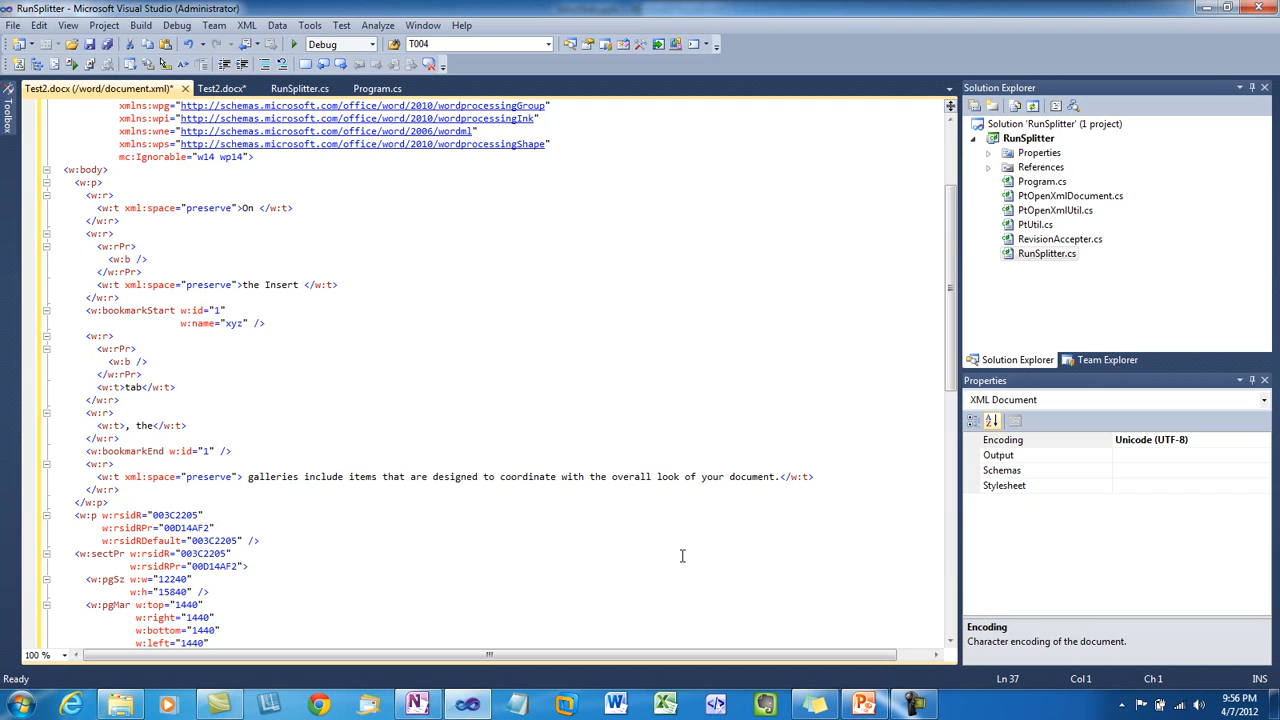 RunSplitter - Microsoft Visual Studio (Administrator)
File Edit View Project Build Debug Team XML Data Tools Test Analyze Window Help
Debug T004
Test2.docx (/word/document.xml)* Test2.docx* RunSplitter.cs Program.cs
Toolbox
xmlns:wpg="http://schemas.microsoft.com/office/word/2010/wordprocessingGroup"
xmlns:wpi="http://schemas.microsoft.com/office/word/2010/wordprocessingInk"
xmlns:wne="http://schemas.microsoft.com/office/word/2006/wordml"
xmlns:wps="http://schemas.microsoft.com/office/word/2010/wordprocessingShape"
mc:Ignorable="w14 wp14">
<w:body>
<w:p>
<w:r>
<w:t xml:space="preserve">On </w:t>
</w:r>
<w:r>
<w:rPr>
<w:b />
</w:rPr>
<w:t xml:space="preserve">the Insert </w:t>
</w:r>
<w:bookmarkStart w:id="1"
w:name="xyz" />
<w:r>
<w:rPr>
<w:b />
</w:rPr>
<w:t>tab</w:t>
</w:r>
<w:r>
<w:t>, the</w:t>
</w:r>
<w:bookmarkEnd w:id="1" />
<w:r>
<w:t xml:space="preserve"> galleries include items that are designed to coordinate with the overall look of your document.</w:t>
</w:r>
</w:p>
<w:p w:rsidR="003C2205"
w:rsidRPr="00D14AF2"
w:rsidRDefault="003C2205" />
<w:sectPr w:rsidR="003C2205"
w:rsidRPr="00D14AF2">
<w:pgSz w:w="12240"
w:h="15840" />
<w:pgMar w:top="1440"
w:right="1440"
w:bottom="1440"
w:left="1440"
100 %
Solution Explorer
Solution 'RunSplitter' (1 project)
RunSplitter
Properties
References
Program.cs
PtOpenXmlDocument.cs
PtOpenXmlUtil.cs
PtUtil.cs
RevisionAccepter.cs
RunSplitter.cs
Solution Explorer Team Explorer
Properties
XML Document
Encoding Unicode (UTF-8)
Output
Schemas
Stylesheet
Encoding
Character encoding of the document.
Ready Ln 37 Col 1 Ch 1 INS
9:56 PM
4/7/2012